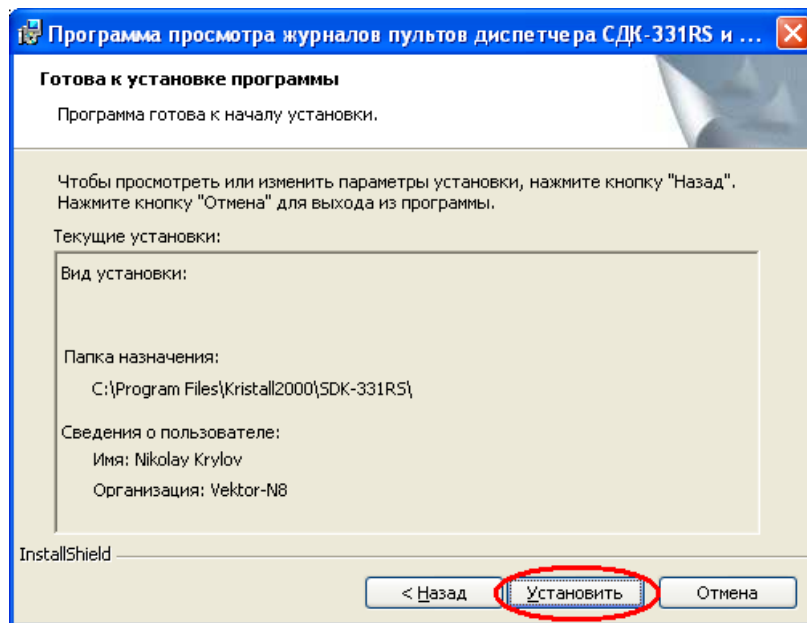 Программа просмотра журналов пультов диспетчера СДК-331RS и ...
Готова к установке программы
Программа готова к началу установки.
Чтобы просмотреть или изменить параметры установки, нажмите кнопку "Назад".
Нажмите кнопку "Отмена" для выхода из программы.
Текущие установки:
Вид установки:
Папка назначения:
C:\Program Files\Kristall2000\SDK-331RS\
Сведения о пользователе:
Имя: Nikolay Krylov
Организация: Vektor-N8
InstallShield
< Назад Установить Отмена